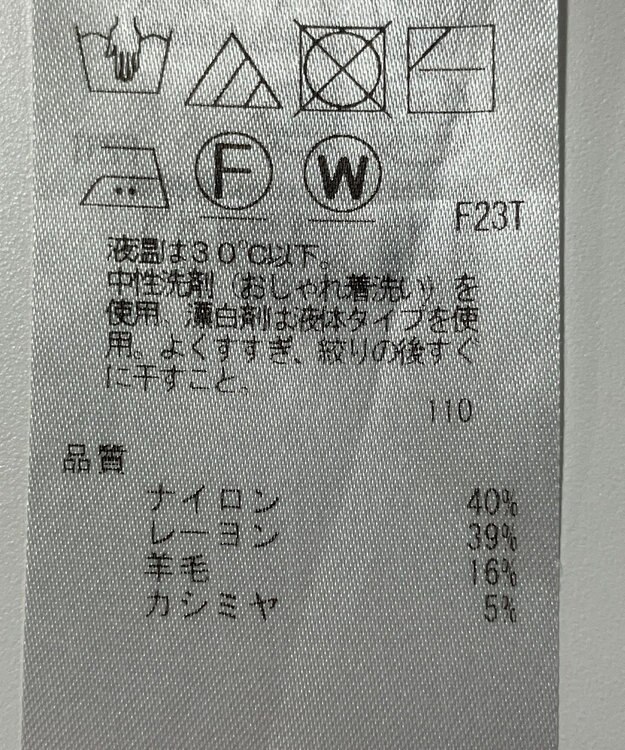 F W
F23T
液温は30℃以下。
中性洗剤（おしゃれ着洗い）を
使用。漂白剤は液体タイプを使
用。よくすすぎ、絞りの後すぐ
に干すこと。
110
品質
ナイロン 40%
レーヨン 39%
羊毛 16%
カシミヤ 5%